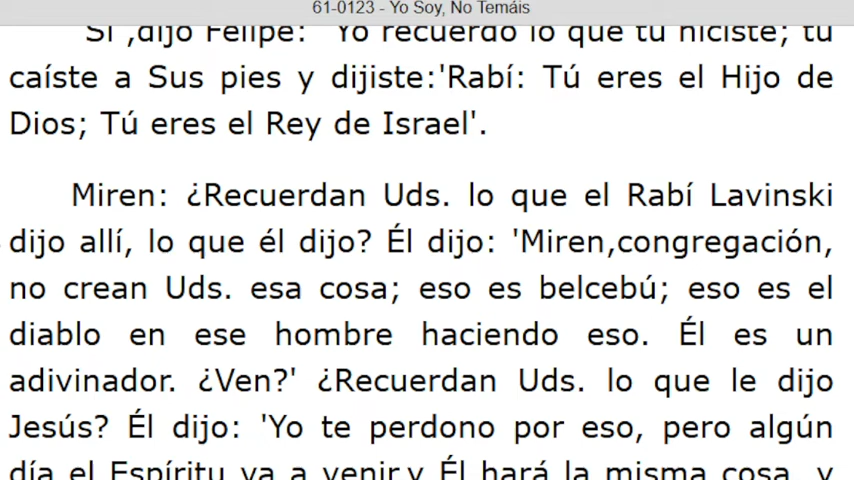 61-0123 - Yo Soy, No Temáis
Sí ,dijo Felipe: "Yo recuerdo lo que tú hiciste; tú
caíste a Sus pies y dijiste:'Rabí: Tú eres el Hijo de
Dios; Tú eres el Rey de Israel'.
Miren: ¿Recuerdan Uds. lo que el Rabí Lavinski
dijo allí, lo que él dijo? Él dijo: 'Miren,congregación,
no crean Uds. esa cosa; eso es belcebú; eso es el
diablo en ese hombre haciendo eso. Él es un
adivinador. ¿Ven?' ¿Recuerdan Uds. lo que le dijo
Jesús? Él dijo: 'Yo te perdono por eso, pero algún
día el Espíritu va a venir,y Él hará la misma cosa, y